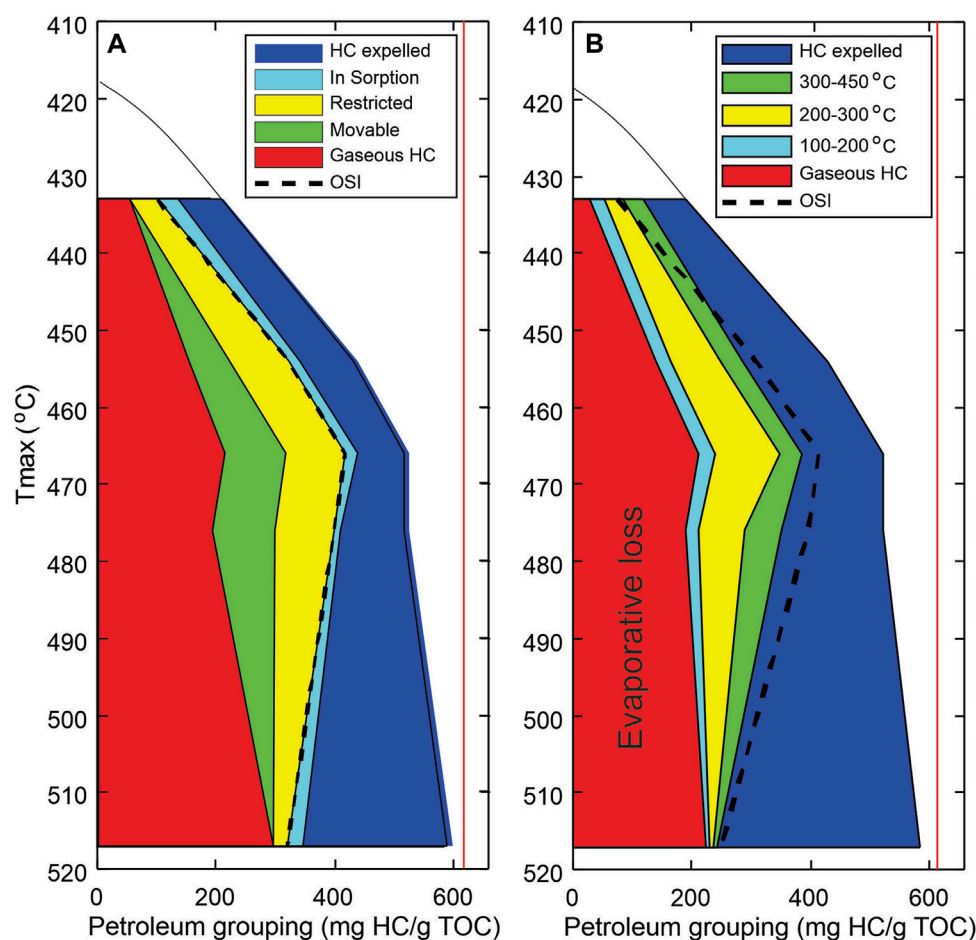 A
HC expelled
In Sorption
Restricted
Movable
Gaseous HC
OSI
410
420
430
440
450
460
470
480
490
500
510
520
Tmax (°C)
0
200
400
600
Petroleum grouping (mg HC/g TOC)
B
HC expelled
300-450 °C
200-300 °C
100-200 °C
Gaseous HC
OSI
Evaporative loss
410
420
430
440
450
460
470
480
490
500
510
520
0
200
400
600
Petroleum grouping (mg HC/g TOC)